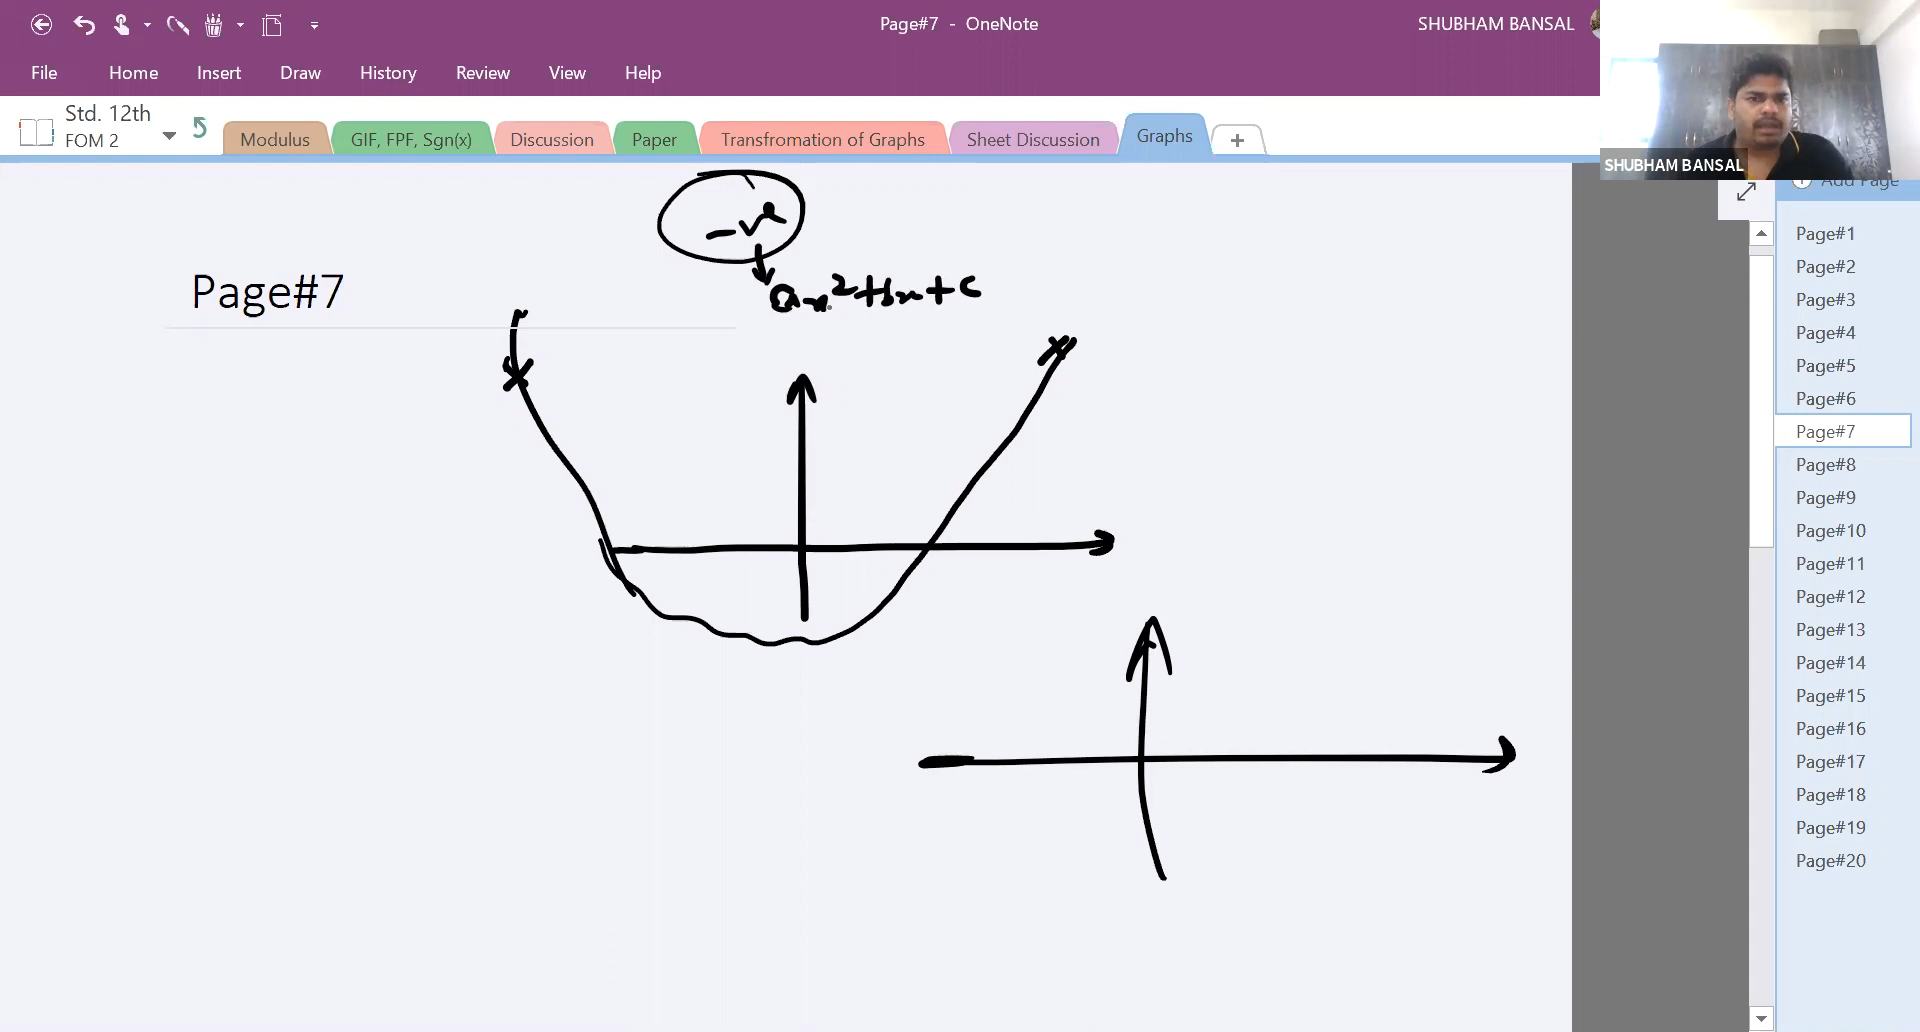 Page#7 - OneNote
SHUBHAM BANSAL
File Home Insert Draw History Review View Help
Std. 12th
FOM 2
Modulus GIF, FPF, Sgn(x) Discussion Paper Transfromation of Graphs Sheet Discussion Graphs +
SHUBHAM BANSAL
Add Page
Page#7
ax²+bx+c
Page#1
Page#2
Page#3
Page#4
Page#5
Page#6
Page#7
Page#8
Page#9
Page#10
Page#11
Page#12
Page#13
Page#14
Page#15
Page#16
Page#17
Page#18
Page#19
Page#20